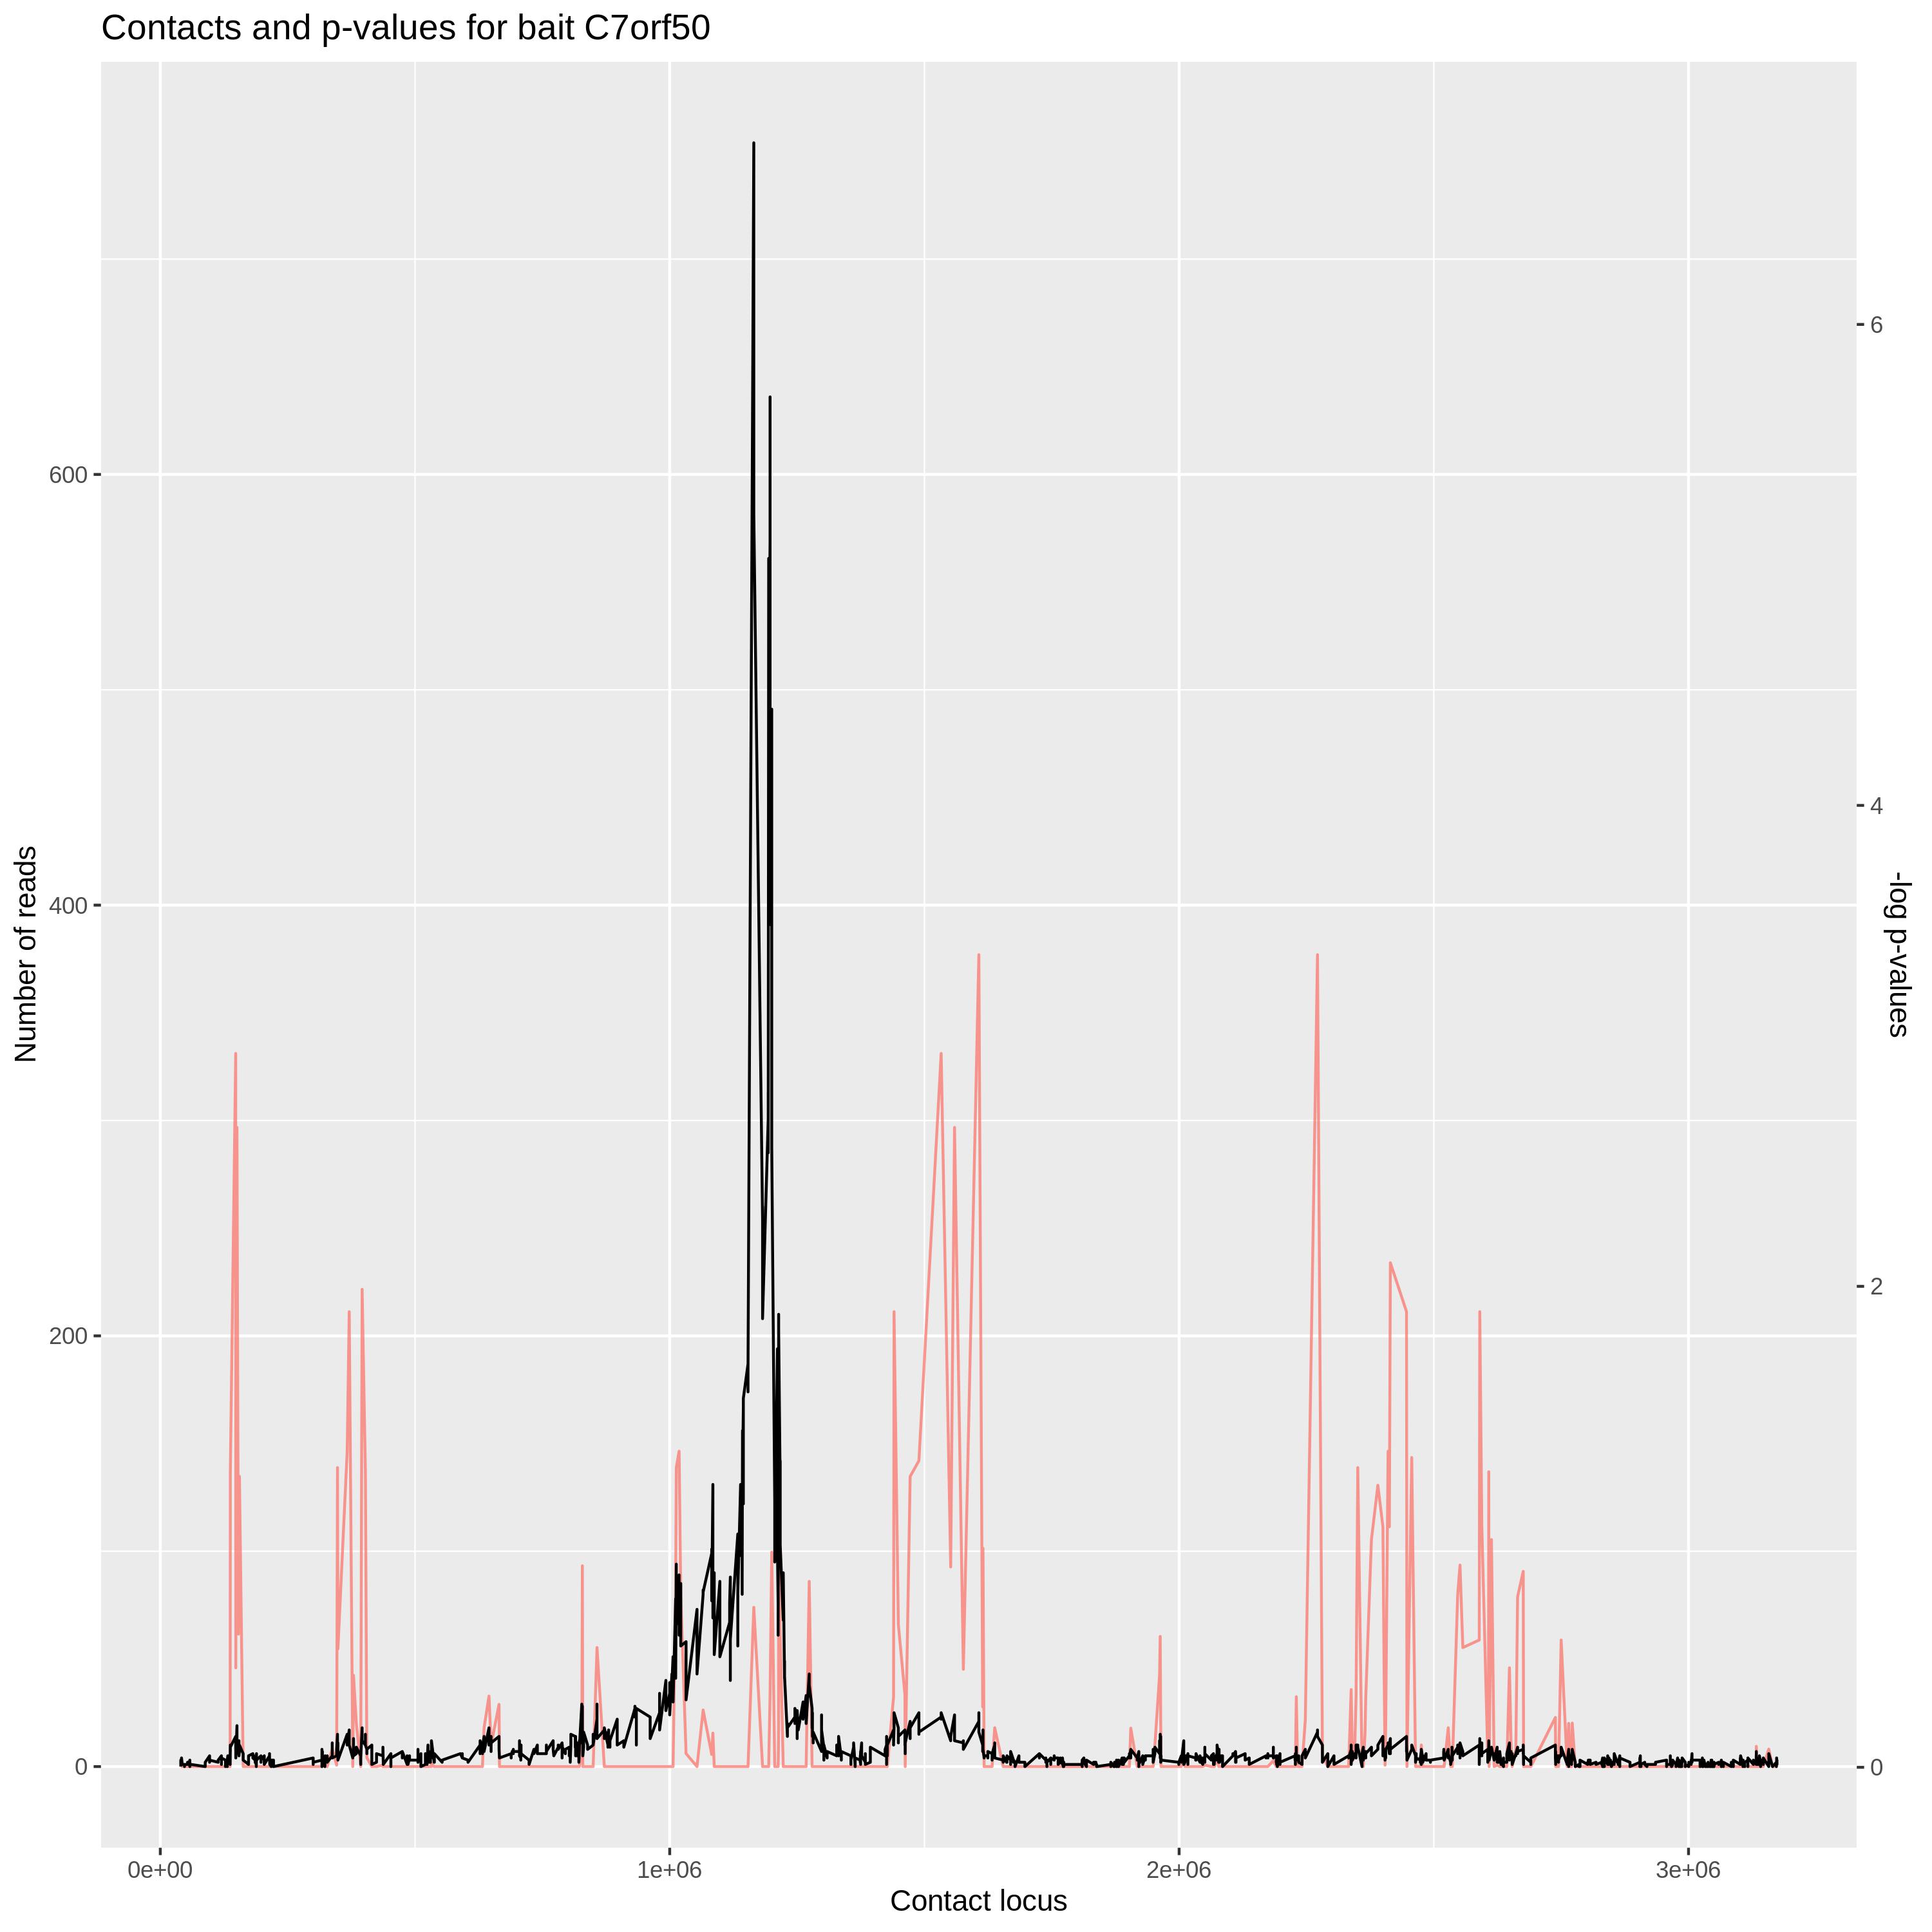 Contacts and p-values for bait C7orf50
Number of reads
600
400
200
0
6
4
2
0
-log p-values
0e+00 1e+06 2e+06 3e+06
Contact locus